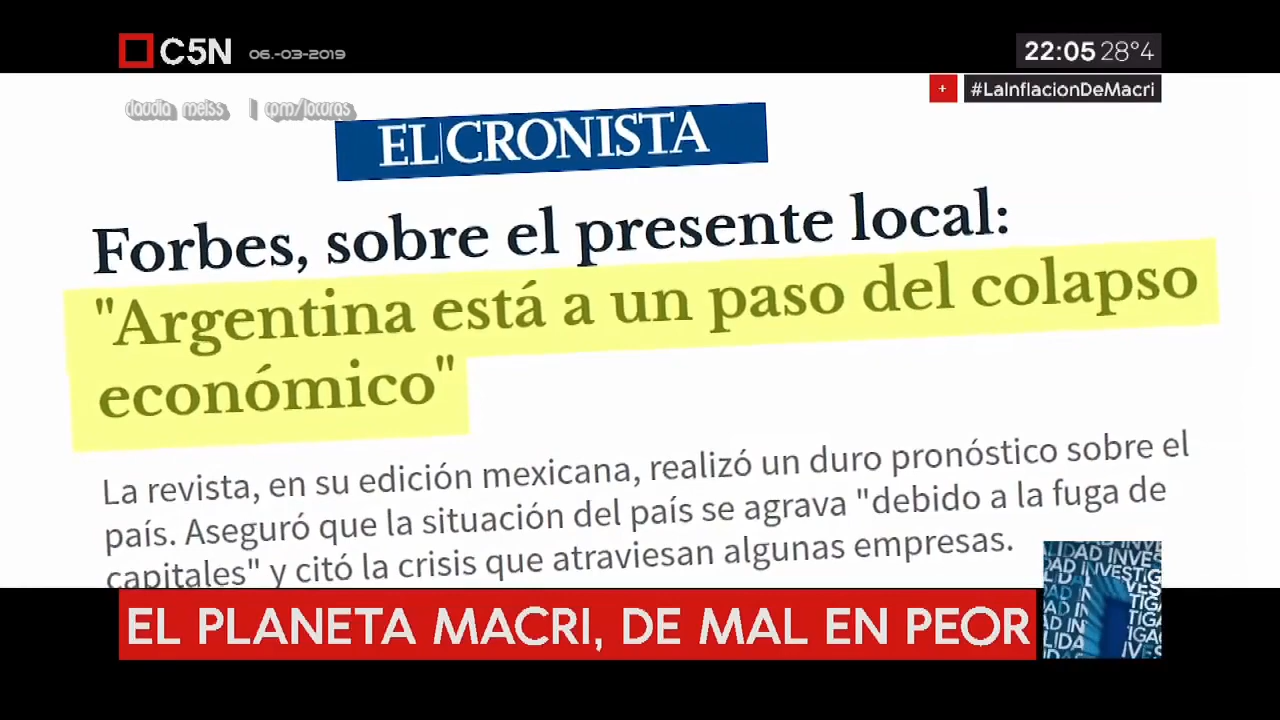 C5N 06-03-2019
22:05 28°4
+ #LaInflacionDeMacri
claudia meiss
EL CRONISTA
Forbes, sobre el presente local:
"Argentina está a un paso del colapso
económico"
La revista, en su edición mexicana, realizó un duro pronóstico sobre el
país. Aseguró que la situación del país se agrava "debido a la fuga de
capitales" y citó la crisis que atraviesan algunas empresas.
EL PLANETA MACRI, DE MAL EN PEOR